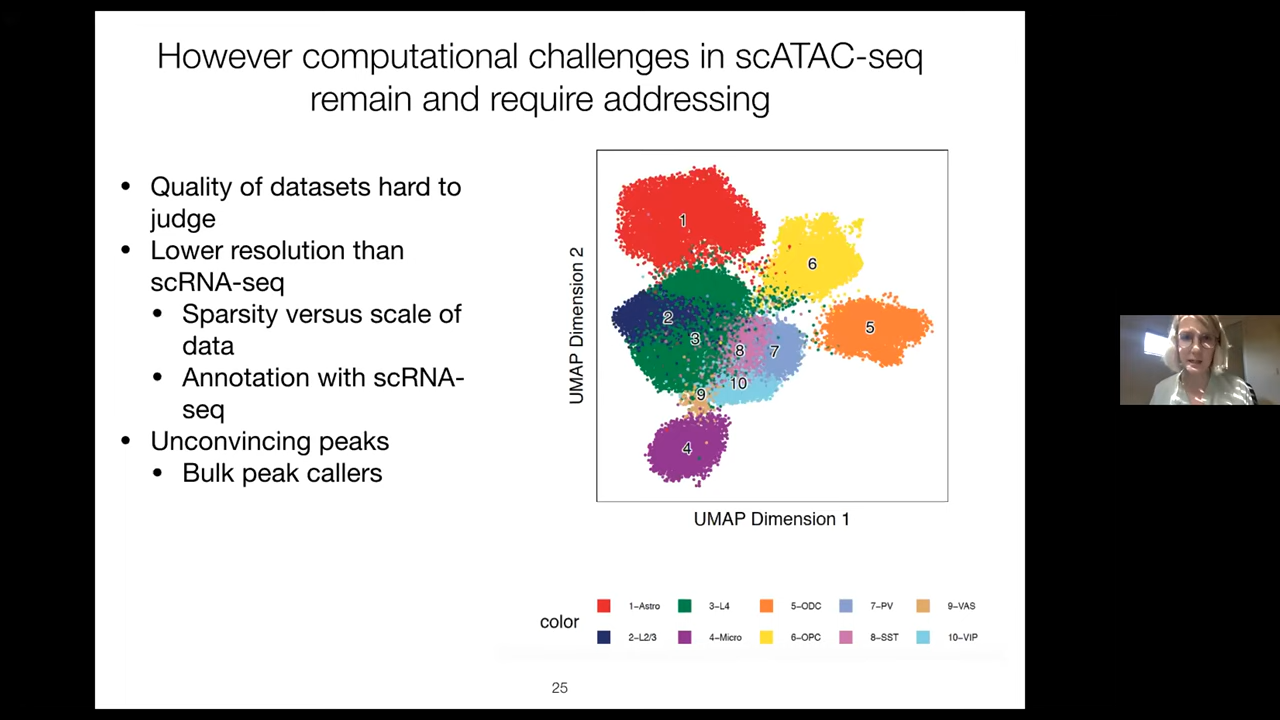 However computational challenges in scATAC-seq
remain and require addressing
• Quality of datasets hard to
judge
• Lower resolution than
scRNA-seq
• Sparsity versus scale of
data
• Annotation with scRNA-
seq
• Unconvincing peaks
• Bulk peak callers
UMAP Dimension 2
1
6
2
5
3
8
7
10
9
4
UMAP Dimension 1
color
1-Astro
3-L4
5-ODC
7-PV
9-VAS
2-L2/3
4-Micro
6-OPC
8-SST
10-VIP
25